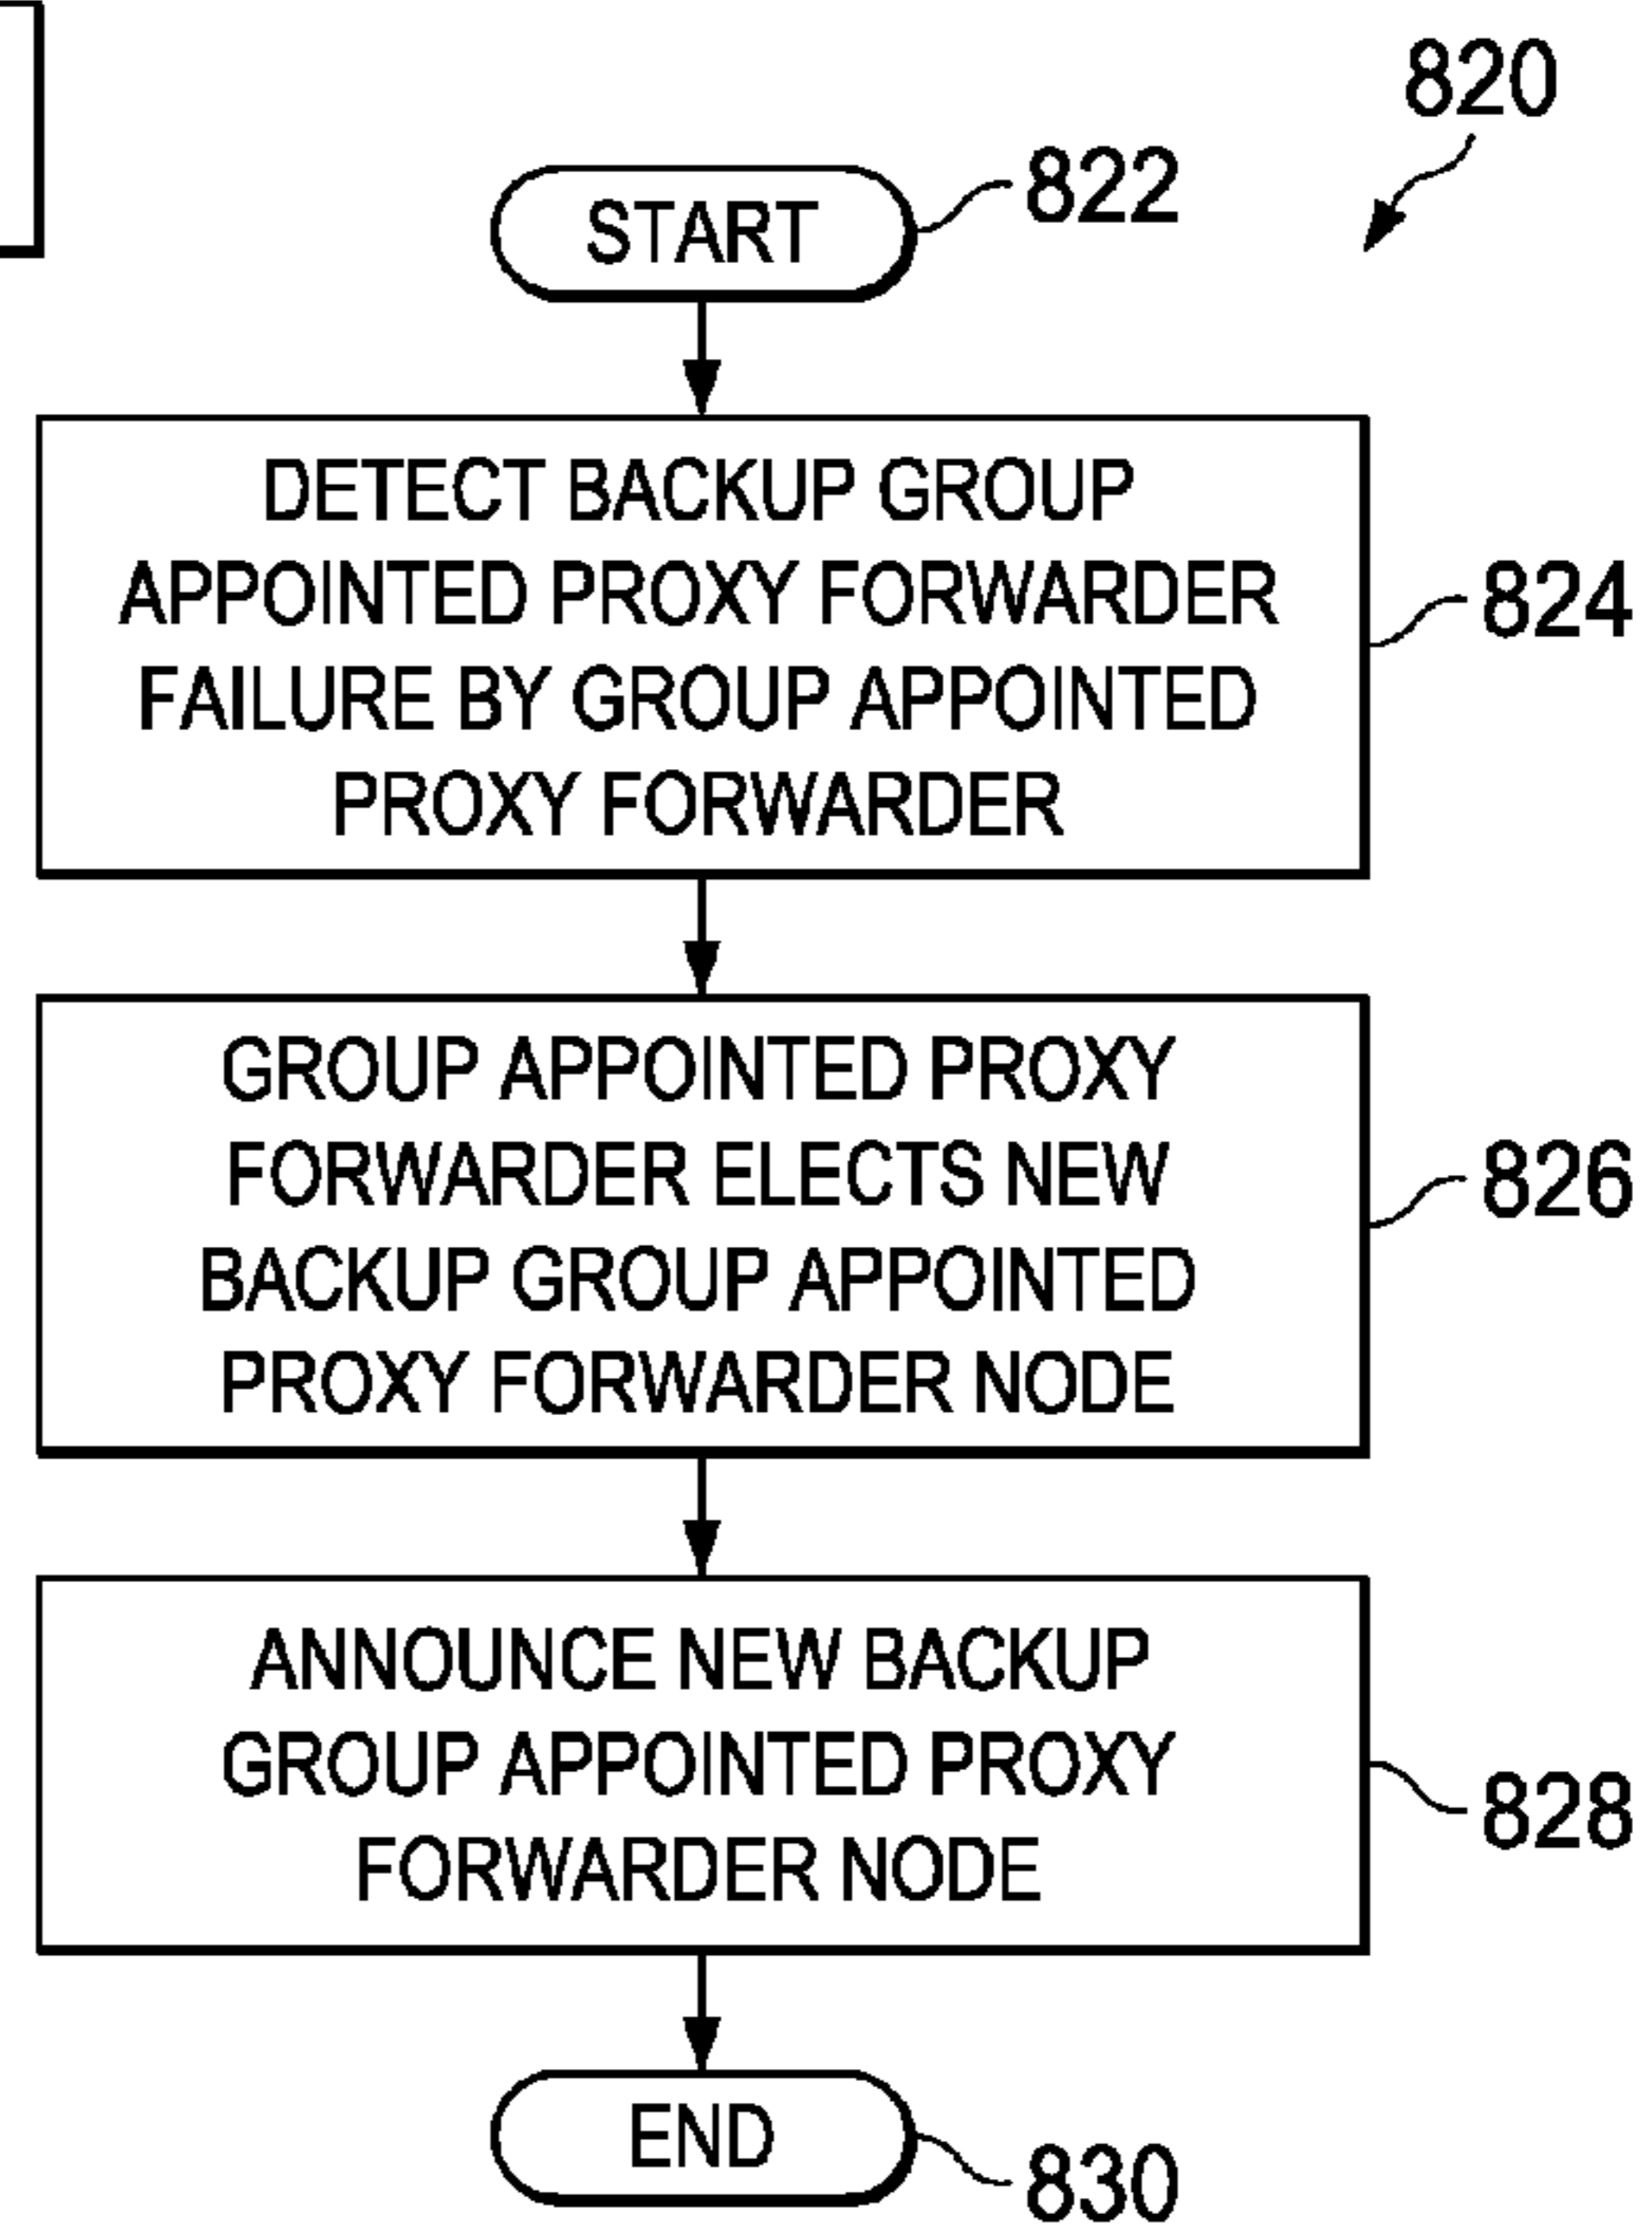 820
START
822
DETECT BACKUP GROUP
APPOINTED PROXY FORWARDER
FAILURE BY GROUP APPOINTED
PROXY FORWARDER
824
GROUP APPOINTED PROXY
FORWARDER ELECTS NEW
BACKUP GROUP APPOINTED
PROXY FORWARDER NODE
826
ANNOUNCE NEW BACKUP
GROUP APPOINTED PROXY
FORWARDER NODE
828
END
830